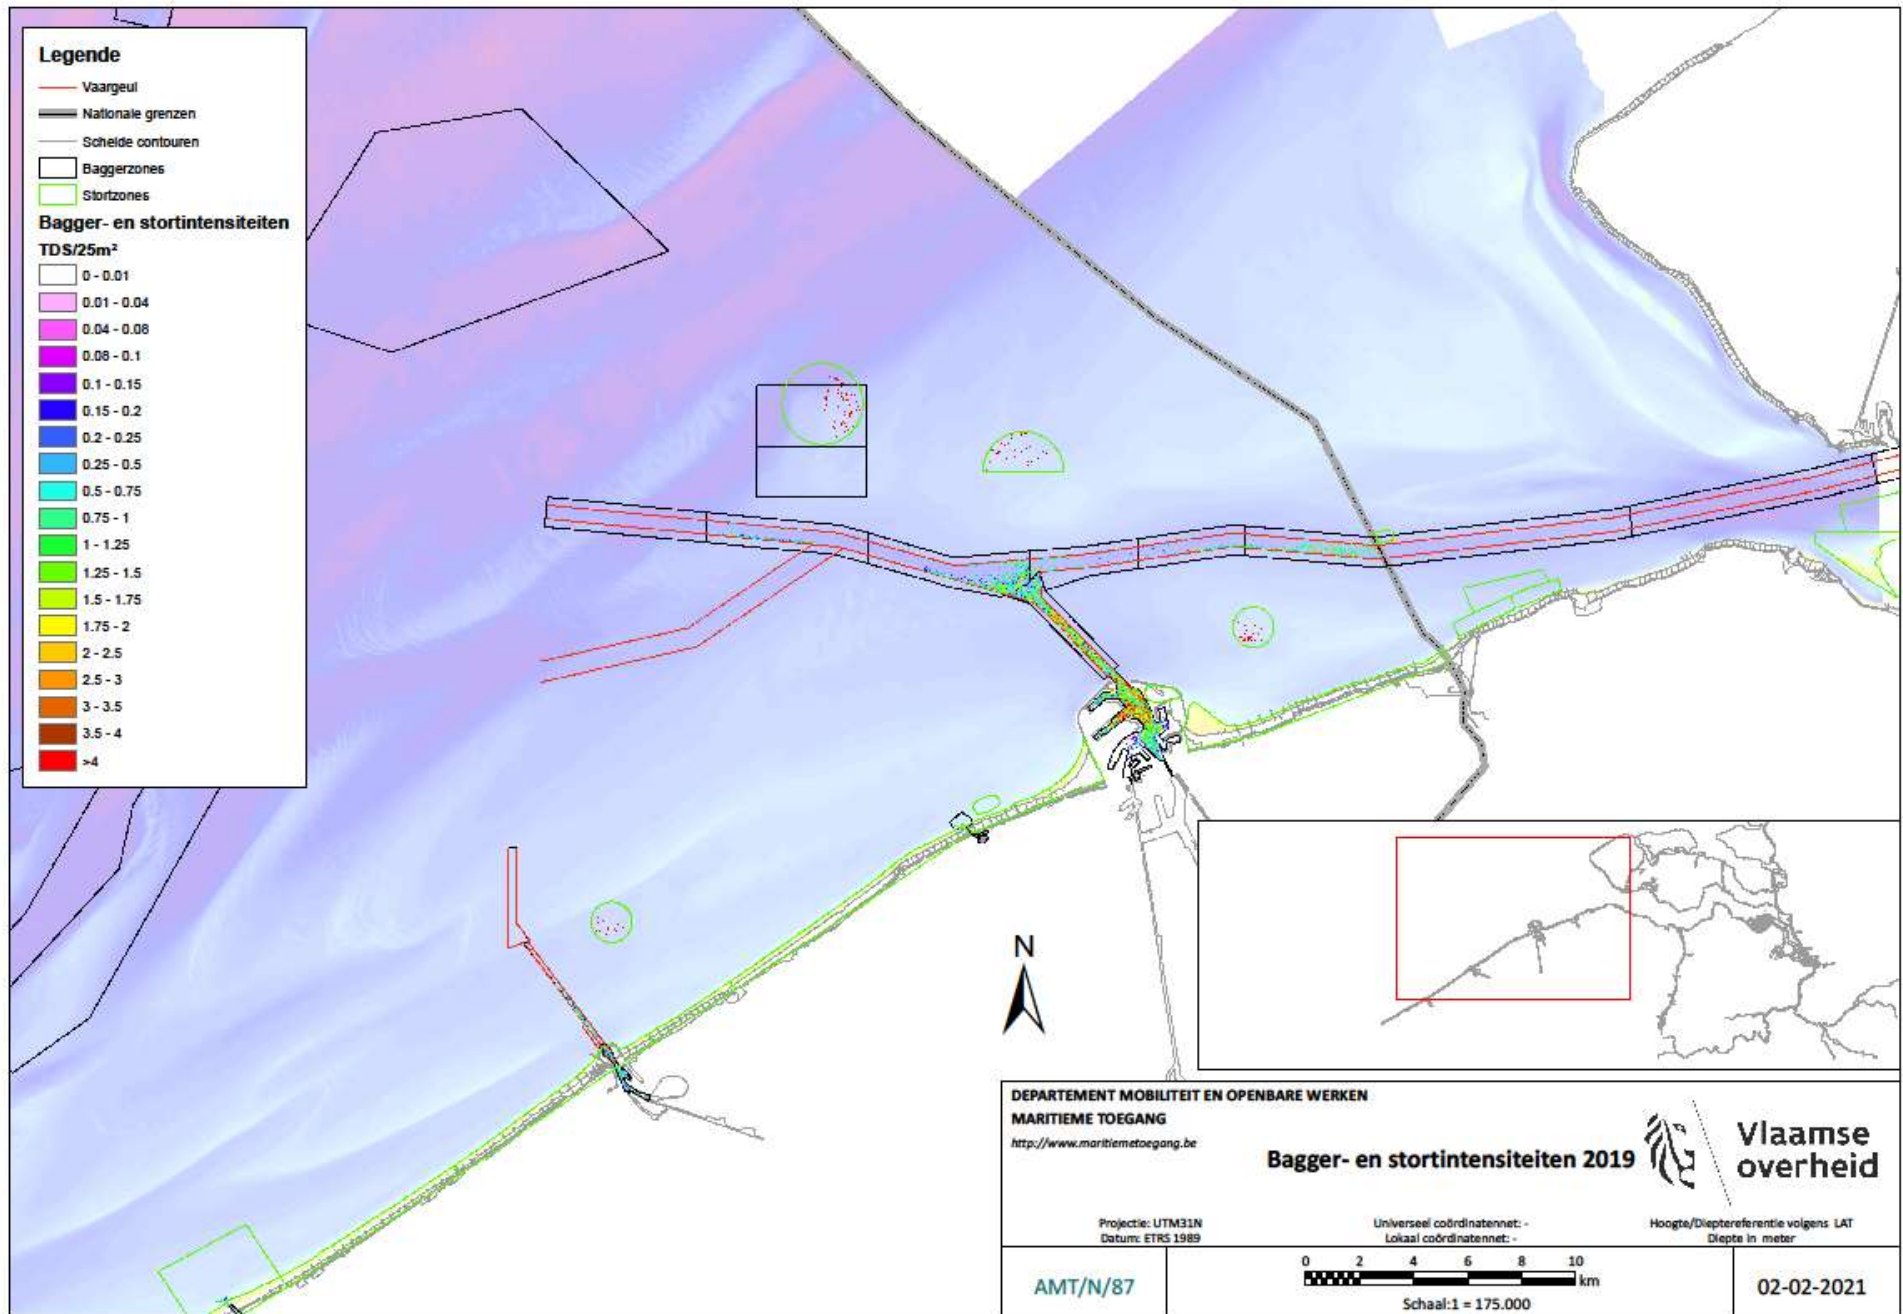 Legende
Vaargeul
Nationale grenzen
Schelde contouren
Baggerzones
Stortzones
Bagger- en stortintensiteiten
TDS/25m²
0 - 0.01
0.01 - 0.04
0.04 - 0.08
0.08 - 0.1
0.1 - 0.15
0.15 - 0.2
0.2 - 0.25
0.25 - 0.5
0.5 - 0.75
0.75 - 1
1 - 1.25
1.25 - 1.5
1.5 - 1.75
1.75 - 2
2 - 2.5
2.5 - 3
3 - 3.5
3.5 - 4
>4
N
DEPARTEMENT MOBILITEIT EN OPENBARE WERKEN
MARITIEME TOEGANG
http://www.maritiemetoegang.be
Bagger- en stortintensiteiten 2019
Vlaamse
overheid
Projectie: UTM31N
Datum: ETRS 1989
Universeel coördinatennet: -
Lokaal coördinatennet: -
Hoogte/Dieptereferentie volgens LAT
Diepte in meter
AMT/N/87
0 2 4 6 8 10
km
Schaal:1 = 175.000
02-02-2021